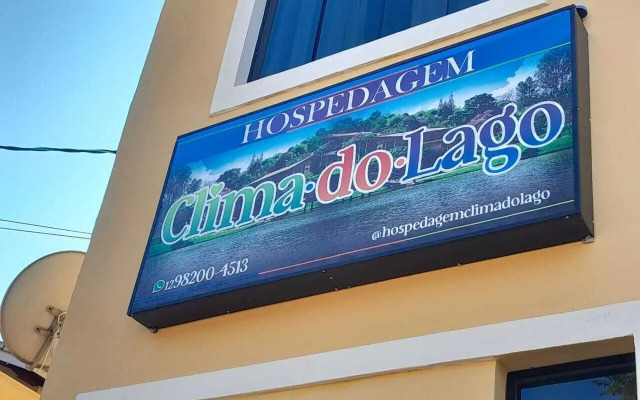 HOSPEDAGEM
Clima·do·Lago
@hospedagemclimadolago
12 98200-4513